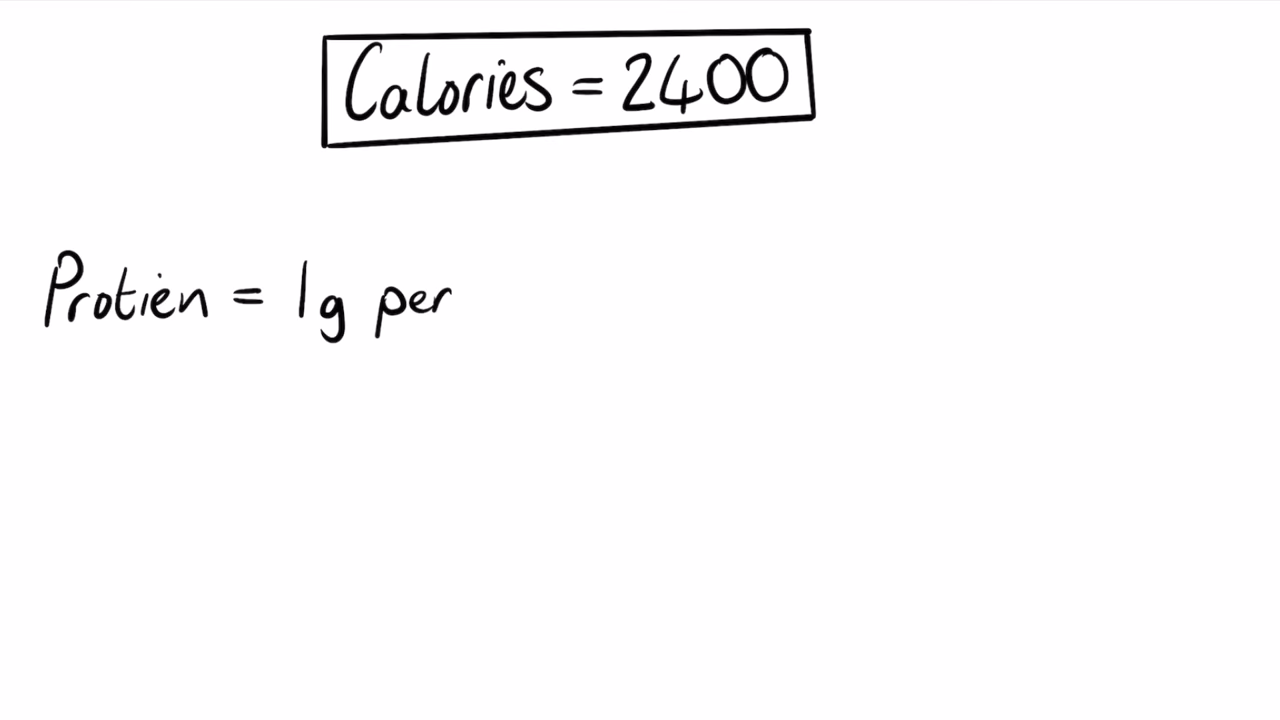 Calories = 2400
Protien = 1g per